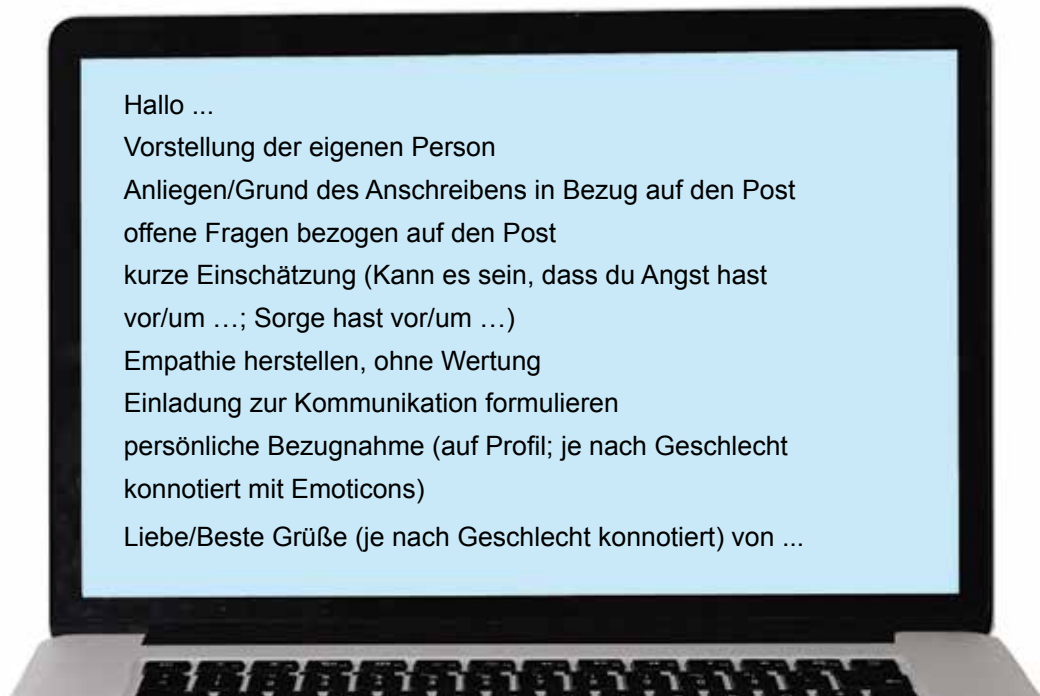 Hallo ...
Vorstellung der eigenen Person
Anliegen/Grund des Anschreibens in Bezug auf den Post
offene Fragen bezogen auf den Post
kurze Einschätzung (Kann es sein, dass du Angst hast
vor/um …; Sorge hast vor/um …)
Empathie herstellen, ohne Wertung
Einladung zur Kommunikation formulieren
persönliche Bezugnahme (auf Profil; je nach Geschlecht
konnotiert mit Emoticons)
Liebe/Beste Grüße (je nach Geschlecht konnotiert) von ...